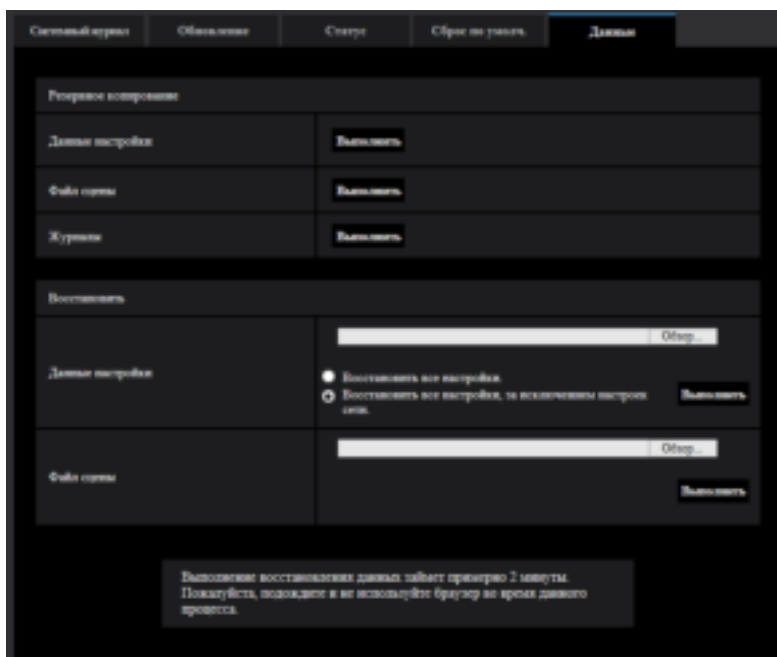 Системный журнал
Обновление
Статус
Сброс по умолч.
Данные
Резервное копирование
Данные настройки
Выполнить
Файл сцены
Выполнить
Журналы
Выполнить
Восстановить
Данные настройки
Обзор...
Восстановить все настройки.
Восстановить все настройки, за исключением настроек
сети.
Выполнить
Файл сцены
Обзор...
Выполнить
Выполнение восстановления данных займет примерно 2 минуты.
Пожалуйста, подождите и не используйте браузер во время данного
процесса.